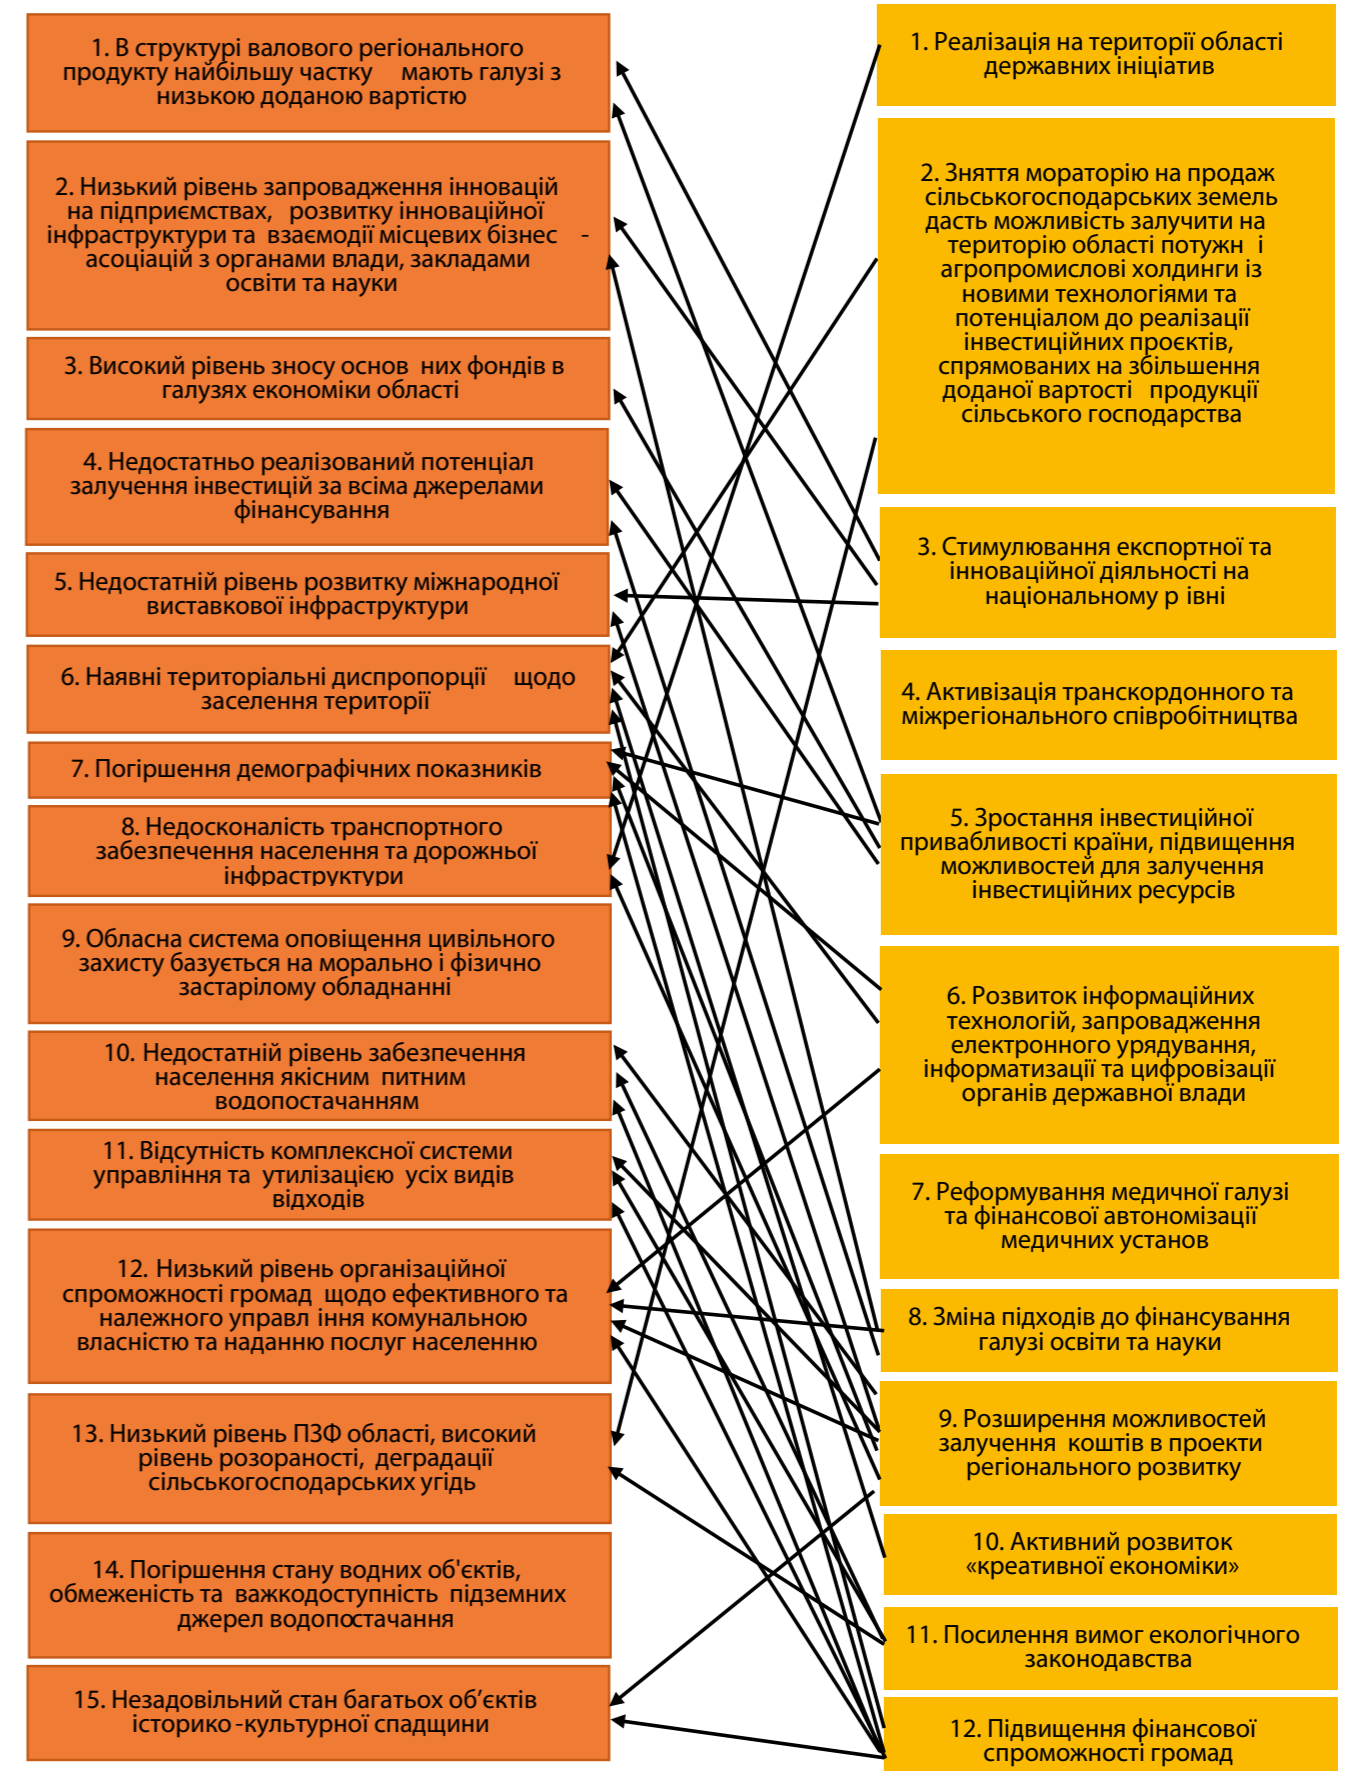 1. В структурі валового регіонального
продукту найбільшу частку мають галузі з
низькою доданою вартістю
2. Низький рівень запровадження інновацій
на підприємствах, розвитку інноваційної
інфраструктури та взаємодії місцевих бізнес -
асоціацій з органами влади, закладами
освіти та науки
3. Високий рівень зносу основ них фондів в
галузях економіки області
4. Недостатньо реалізований потенціал
залучення інвестицій за всіма джерелами
фінансування
5. Недостатній рівень розвитку міжнародної
виставкової інфраструктури
6. Наявні територіальні диспропорції щодо
заселення території
7. Погіршення демографічних показників
8. Недосконалість транспортного
забезпечення населення та дорожньої
інфраструктури
9. Обласна система оповіщення цивільного
захисту базується на морально і фізично
застарілому обладнанні
10. Недостатній рівень забезпечення
населення якісним питним
водопостачанням
11. Відсутність комплексної системи
управління та утилізацією усіх видів
відходів
12. Низький рівень організаційної
спроможності громад щодо ефективного та
належного управл іння комунальною
власністю та наданню послуг населенню
13. Низький рівень ПЗФ області, високий
рівень розораності, деградації
сільськогосподарських угідь
14. Погіршення стану водних об'єктів,
обмеженість та важкодоступність підземних
джерел водопостачання
15. Незадовільний стан багатьох об’єктів
історико -культурної спадщини
1. Реалізація на території області
державних ініціатив
2. Зняття мораторію на продаж
сільськогосподарських земель
дасть можливість залучити на
територію області потужн і
агропромислові холдинги із
новими технологіями та
потенціалом до реалізації
інвестиційних проєктів,
спрямованих на збільшення
доданої вартості продукції
сільського господарства
3. Стимулювання експортної та
інноваційної діяльності на
національному р івні
4. Активізація транскордонного та
міжрегіонального співробітництва
5. Зростання інвестиційної
привабливості країни, підвищення
можливостей для залучення
інвестиційних ресурсів
6. Розвиток інформаційних
технологій, запровадження
електронного урядування,
інформатизації та цифровізації
органів державної влади
7. Реформування медичної галузі
та фінансової автономізації
медичних установ
8. Зміна підходів до фінансування
галузі освіти та науки
9. Розширення можливостей
залучення коштів в проекти
регіонального розвитку
10. Активний розвиток
«креативної економіки»
11. Посилення вимог екологічного
законодавства
12. Підвищення фінансової
спроможності громад